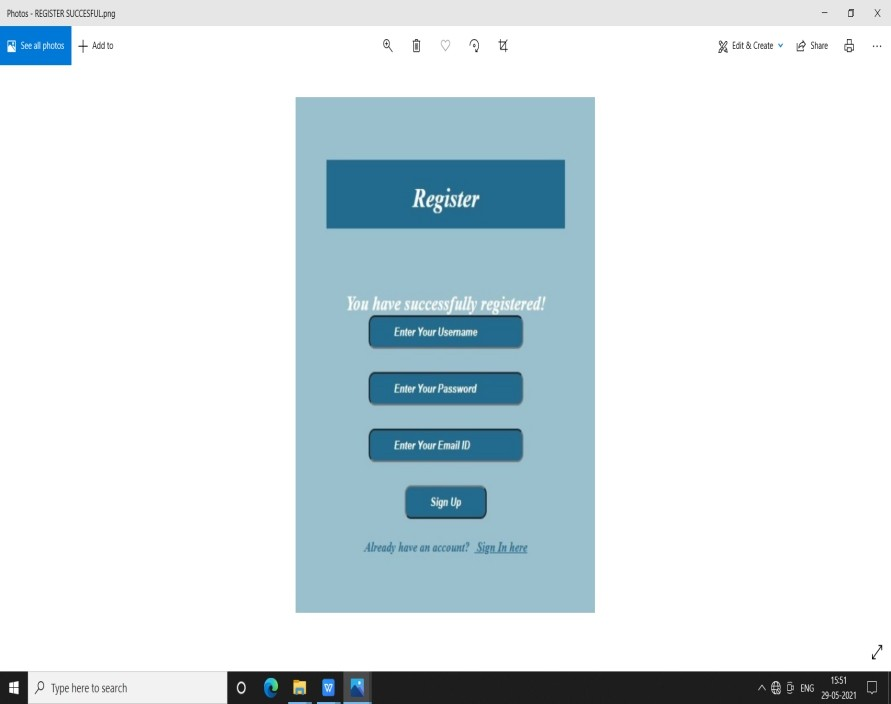 Photos - REGISTER SUCCESFUL.png
See all photos
Add to
Edit & Create
Share
Register
You have successfully registered!
Enter Your Username
Enter Your Password
Enter Your Email ID
Sign Up
Already have an account? Sign In here
Type here to search
W
ENG
15:51
29-05-2021